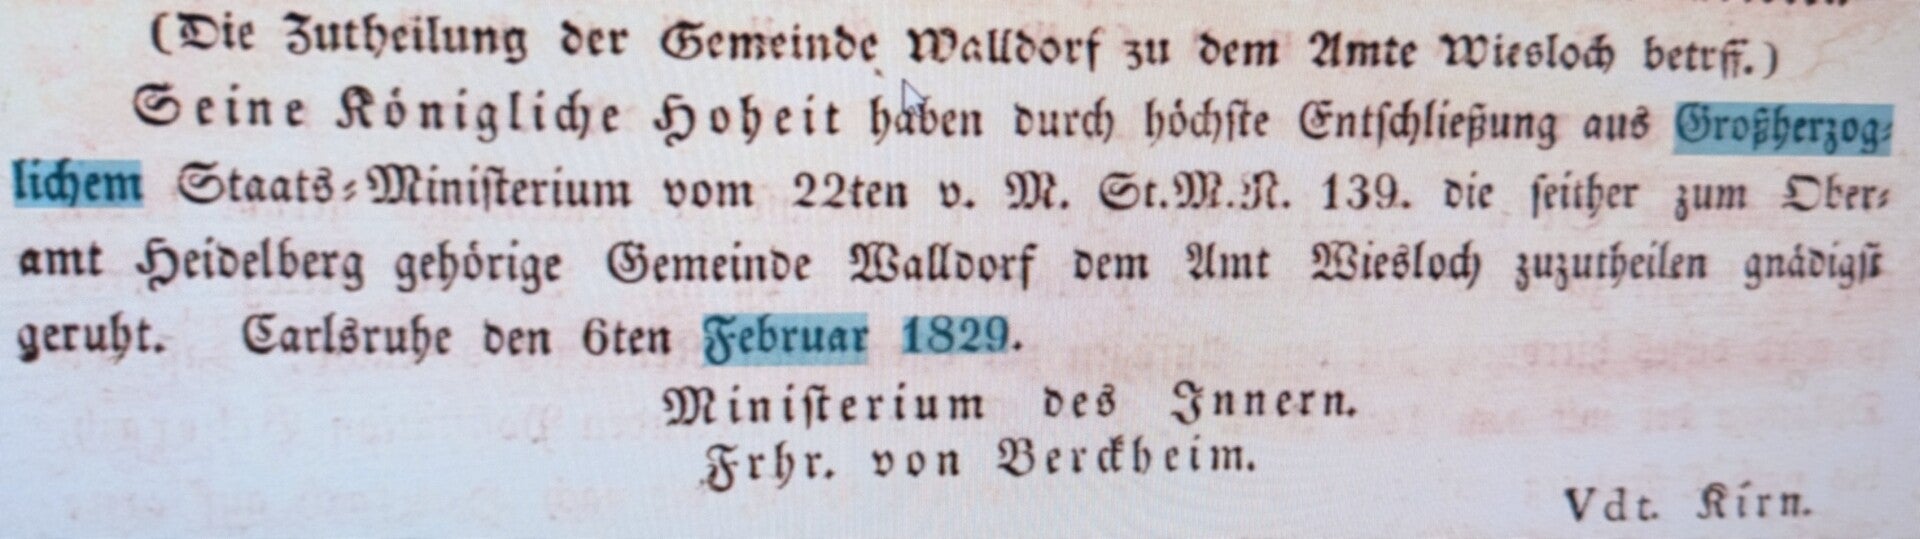 (Die Zutheilung der Gemeinde Walldorf zu dem Amte Wiesloch betrff.)
Seine Königliche Hoheit haben durch höchste Entschließung aus Großherzog-
lichem Staats-Ministerium vom 22ten v. M. St.M.N. 139. die seither zum Ober-
amt Heidelberg gehörige Gemeinde Walldorf dem Amt Wiesloch zuzutheilen gnädigst
geruht. Carlsruhe den 6ten Februar 1829.
Ministerium des Innern.
Frhr. von Berckheim.
Vdt. Kirn.